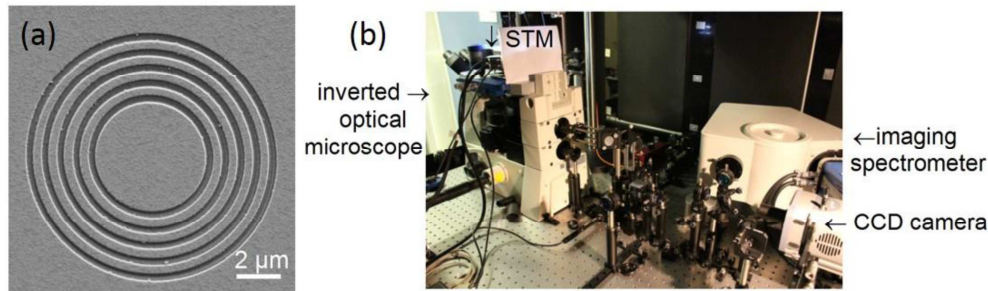 (a)
2 μm
(b)
↓ STM
inverted →
optical
microscope
←imaging
spectrometer
← CCD camera